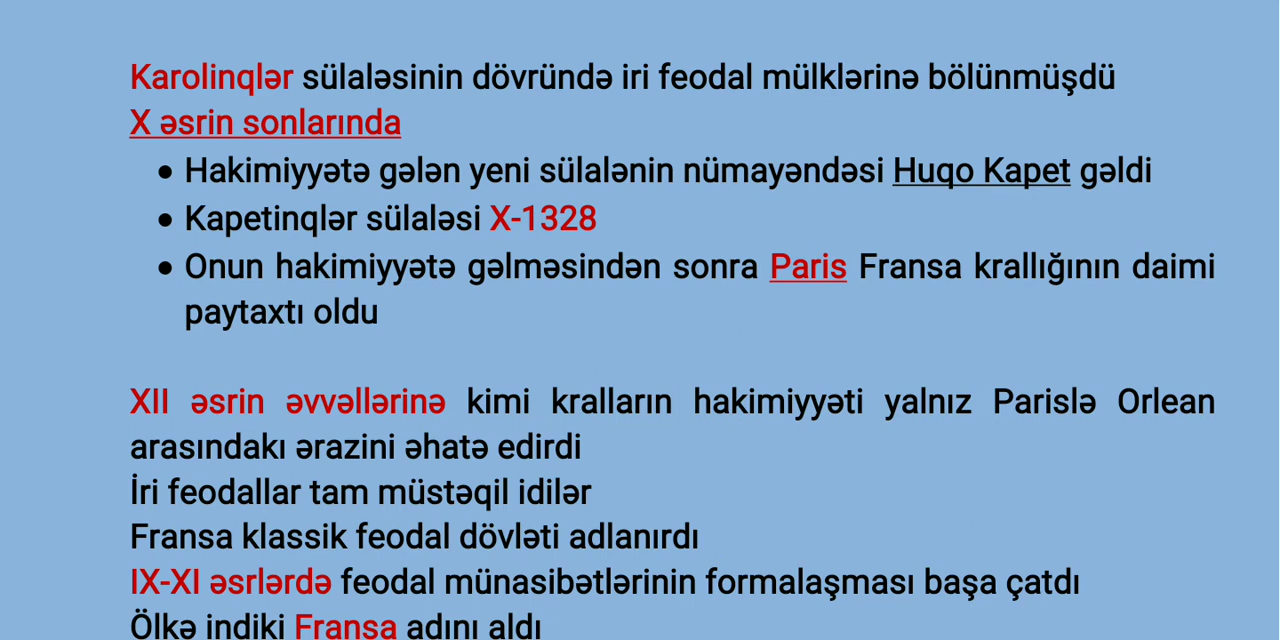 Karolinqlər sülaləsinin dövründə iri feodal mülklərinə bölünmüşdü
X əsrin sonlarında
● Hakimiyyətə gələn yeni sülalənin nümayəndəsi Huqo Kapet gəldi
● Kapetinqlər sülaləsi X-1328
● Onun hakimiyyətə gəlməsindən sonra Paris Fransa krallığının daimi
paytaxtı oldu
XII əsrin əvvəllərinə kimi kralların hakimiyyəti yalnız Parislə Orlean
arasındakı ərazini əhatə edirdi
İri feodallar tam müstəqil idilər
Fransa klassik feodal dövləti adlanırdı
IX-XI əsrlərdə feodal münasibətlərinin formalaşması başa çatdı
Ölkə indiki Fransa adını aldı